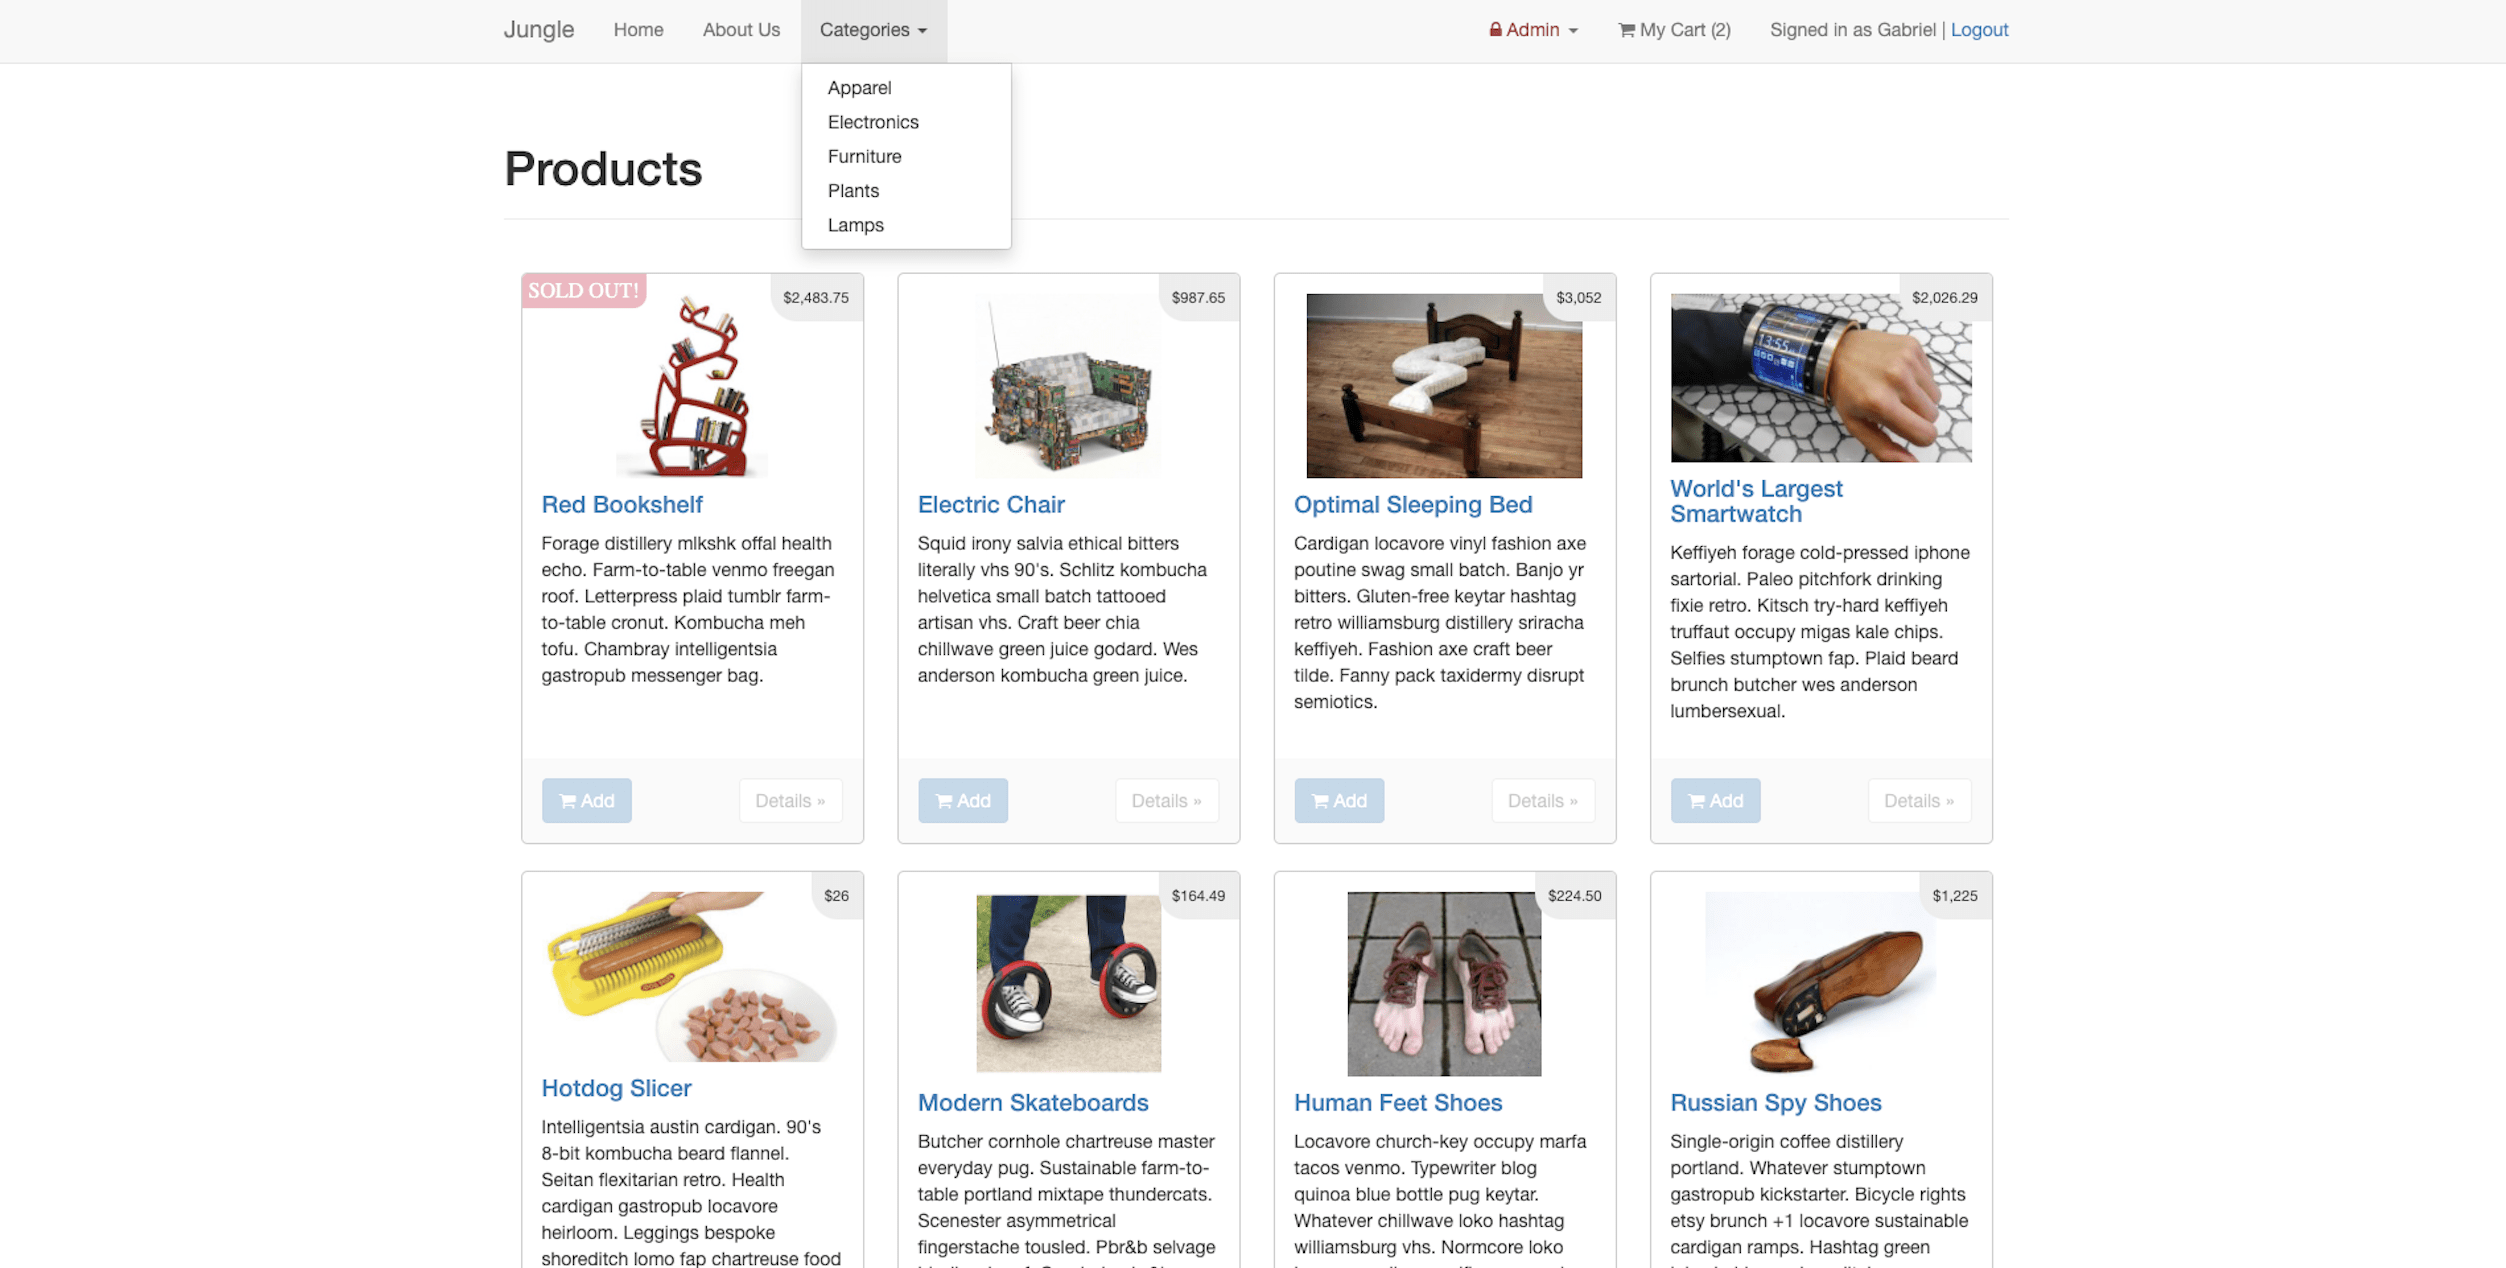 Jungle Home About Us Categories Admin My Cart (2) Signed in as Gabriel | Logout
Apparel
Electronics
Furniture
Plants
Lamps
Products
SOLD OUT!
$2,483.75
Red Bookshelf
Forage distillery mlkshk offal health
echo. Farm-to-table venmo freegan
roof. Letterpress plaid tumblr farm-
to-table cronut. Kombucha meh
tofu. Chambray intelligentsia
gastropub messenger bag.
Add Details »
$987.65
Electric Chair
Squid irony salvia ethical bitters
literally vhs 90's. Schlitz kombucha
helvetica small batch tattooed
artisan vhs. Craft beer chia
chillwave green juice godard. Wes
anderson kombucha green juice.
Add Details »
$3,052
Optimal Sleeping Bed
Cardigan locavore vinyl fashion axe
poutine swag small batch. Banjo yr
bitters. Gluten-free keytar hashtag
retro williamsburg distillery sriracha
keffiyeh. Fashion axe craft beer
tilde. Fanny pack taxidermy disrupt
semiotics.
Add Details »
$2,026.29
13:55
World's Largest
Smartwatch
Keffiyeh forage cold-pressed iphone
sartorial. Paleo pitchfork drinking
fixie retro. Kitsch try-hard keffiyeh
truffaut occupy migas kale chips.
Selfies stumptown fap. Plaid beard
brunch butcher wes anderson
lumbersexual.
Add Details »
$26
Hotdog Slicer
Intelligentsia austin cardigan. 90's
8-bit kombucha beard flannel.
Seitan flexitarian retro. Health
cardigan gastropub locavore
heirloom. Leggings bespoke
shoreditch lomo fap chartreuse food
$164.49
Modern Skateboards
Butcher cornhole chartreuse master
everyday pug. Sustainable farm-to-
table portland mixtape thundercats.
Scenester asymmetrical
fingerstache tousled. Pbr&b selvage
$224.50
Human Feet Shoes
Locavore church-key occupy marfa
tacos venmo. Typewriter blog
quinoa blue bottle pug keytar.
Whatever chillwave loko hashtag
williamsburg vhs. Normcore loko
$1,225
Russian Spy Shoes
Single-origin coffee distillery
portland. Whatever stumptown
gastropub kickstarter. Bicycle rights
etsy brunch +1 locavore sustainable
cardigan ramps. Hashtag green